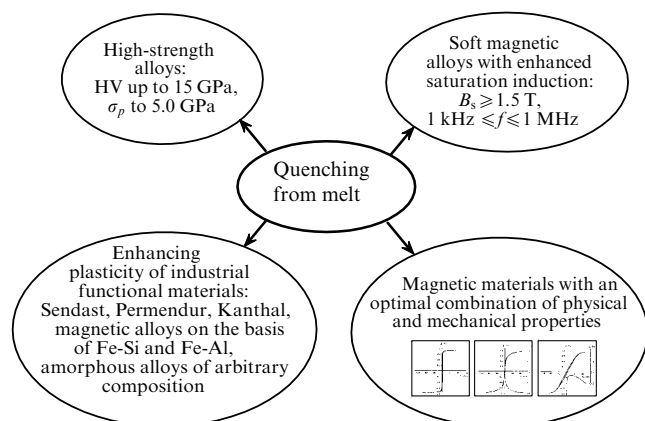 High-strength
alloys:
HV up to 15 GPa,
σp to 5.0 GPa
Soft magnetic
alloys with enhanced
saturation induction:
Bs ⩾ 1.5 T,
1 kHz ⩽ f ⩽ 1 MHz
Quenching
from melt
Enhancing
plasticity of industrial
functional materials:
Sendast, Permendur, Kanthal,
magnetic alloys on the basis
of Fe-Si and Fe-Al,
amorphous alloys of arbitrary
composition
Magnetic materials with an
optimal combination of physical
and mechanical properties